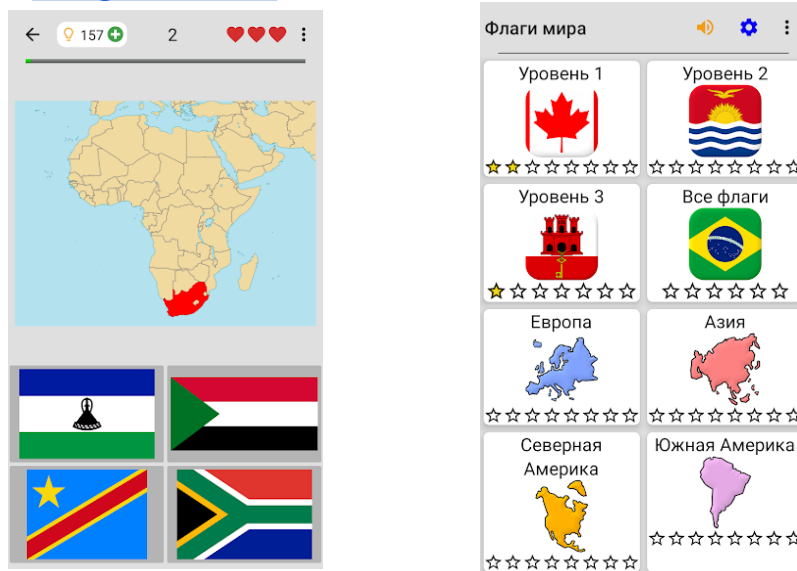 157
2
Флаги мира
Уровень 1
Уровень 2
Уровень 3
Все флаги
Европа
Азия
Северная
Америка
Южная Америка